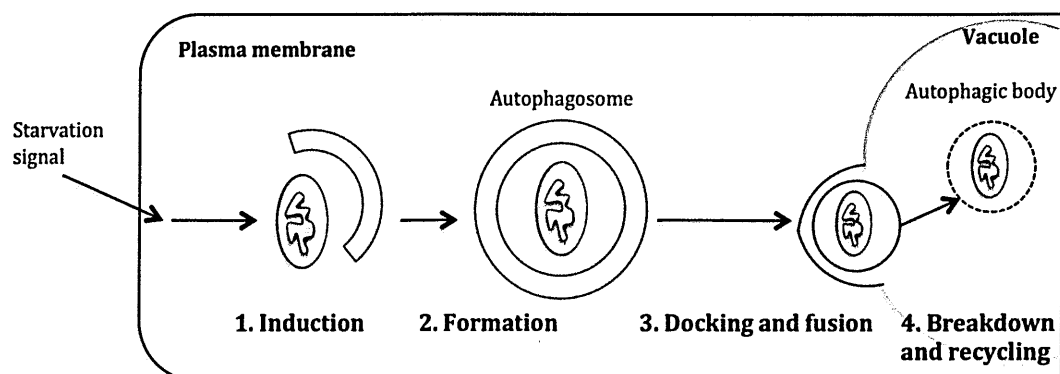 Plasma membrane
Vacuole
Autophagosome
Autophagic body
Starvation
signal
1. Induction
2. Formation
3. Docking and fusion
4. Breakdown
and recycling